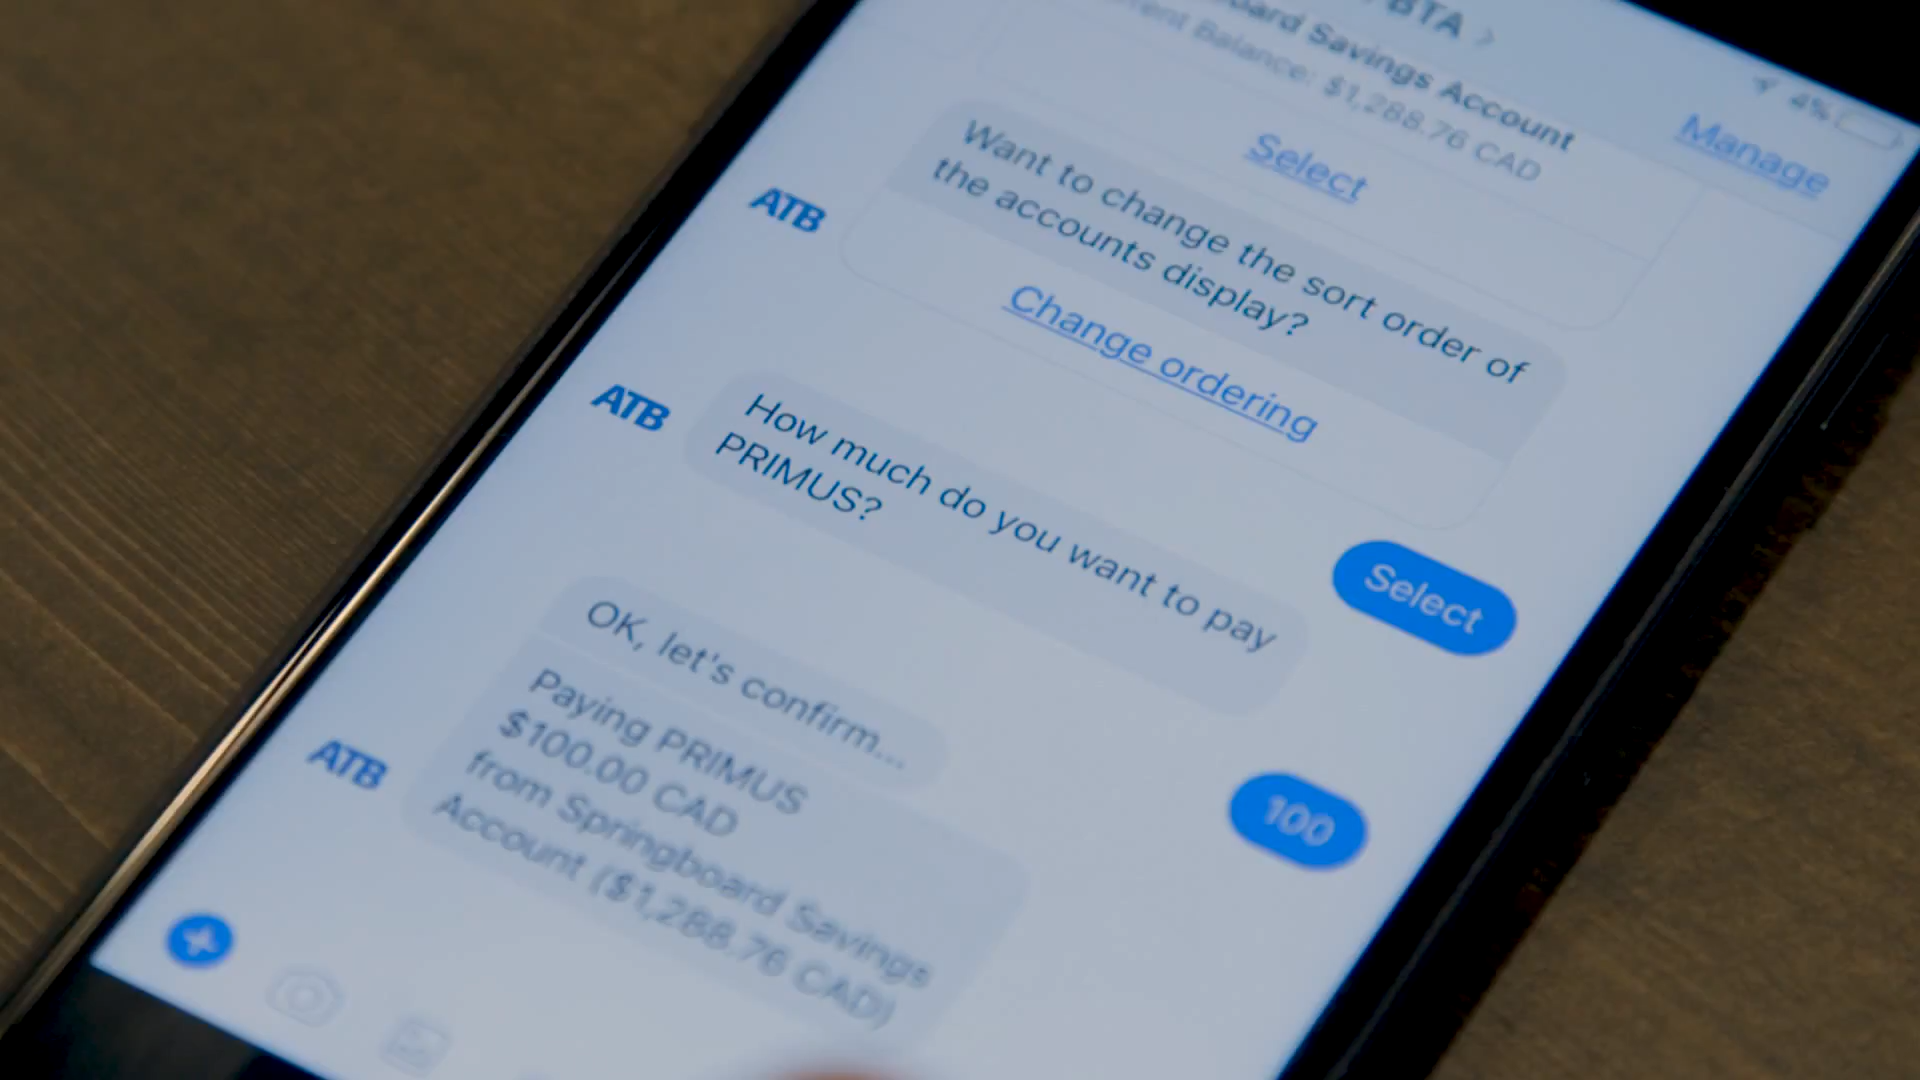 BTA
4%
Savings Account
Balance: $1,288.76 CAD
Manage
Select
Want to change the sort order of
the accounts display?
ATB
Change ordering
Select
How much do you want to pay
PRIMUS?
ATB
100
OK, let's confirm...
Paying PRIMUS
$100.00 CAD
from Springboard Savings
Account ($1,288.76 CAD)
ATB